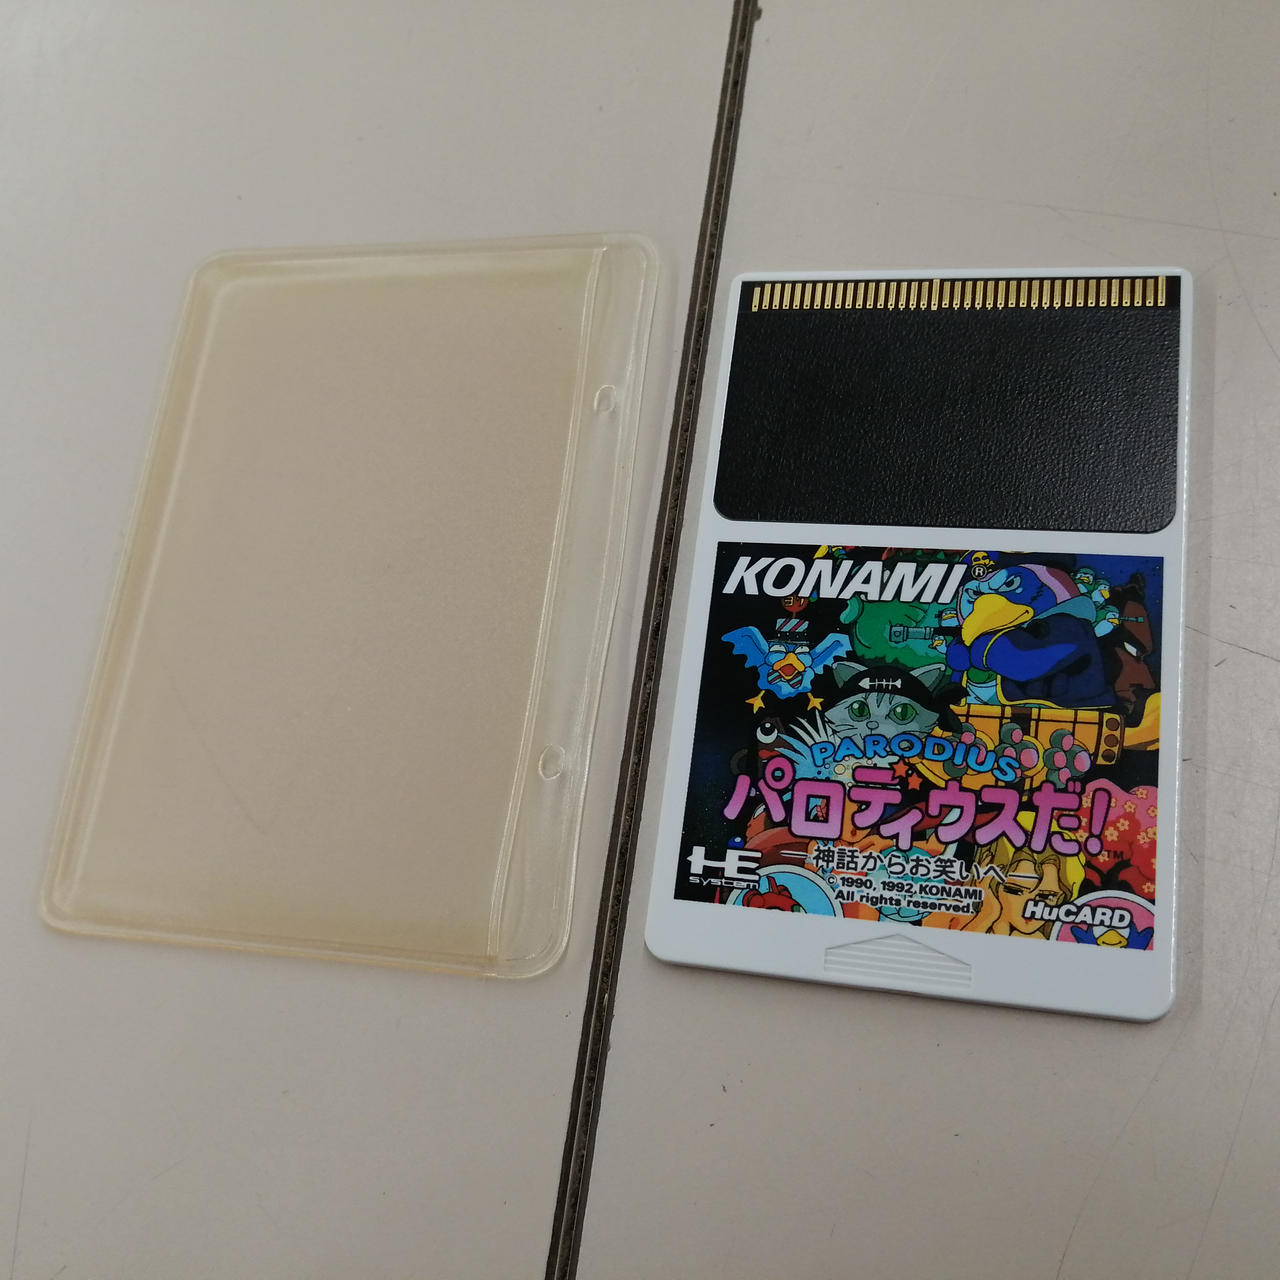 KONAMI®
PARODIUS
パロディウスだ!™
HE
SYSTEM
—神話からお笑いへ—
© 1990, 1992 KONAMI
All rights reserved.
HuCARD